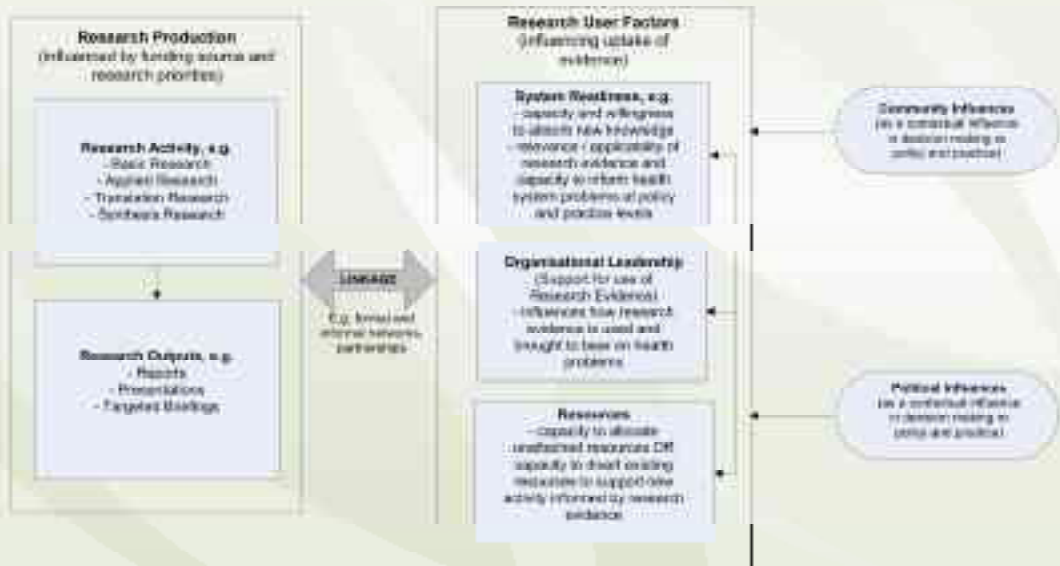 Research Production
(influenced by funding source and
research priorities)
Research Activity, e.g.
- Basic Research
- Applied Research
- Translation Research
- Synthesis Research
Research Outputs, e.g.
- Reports
- Presentations
- Targeted Briefings
LINKAGE
E.g. formal and
informal networks,
partnerships
Research User Factors
(influencing uptake of
evidence)
System Readiness, e.g.
- capacity and willingness
to absorb new knowledge
- relevance / applicability of
research evidence and
capacity to inform health
system problems at policy
and practice levels
Organisational Leadership
(Support for use of
Research Evidence)
- influences how research
evidence is used and
brought to bear on health
problems
Resources
- capacity to allocate
unattached resources OR
capacity to divert existing
resources to support new
activity informed by research
evidence
Community Influences
(as a contextual influence
in decision making re
policy and practice)
Political Influences
(as a contextual influence
in decision making re
policy and practice)